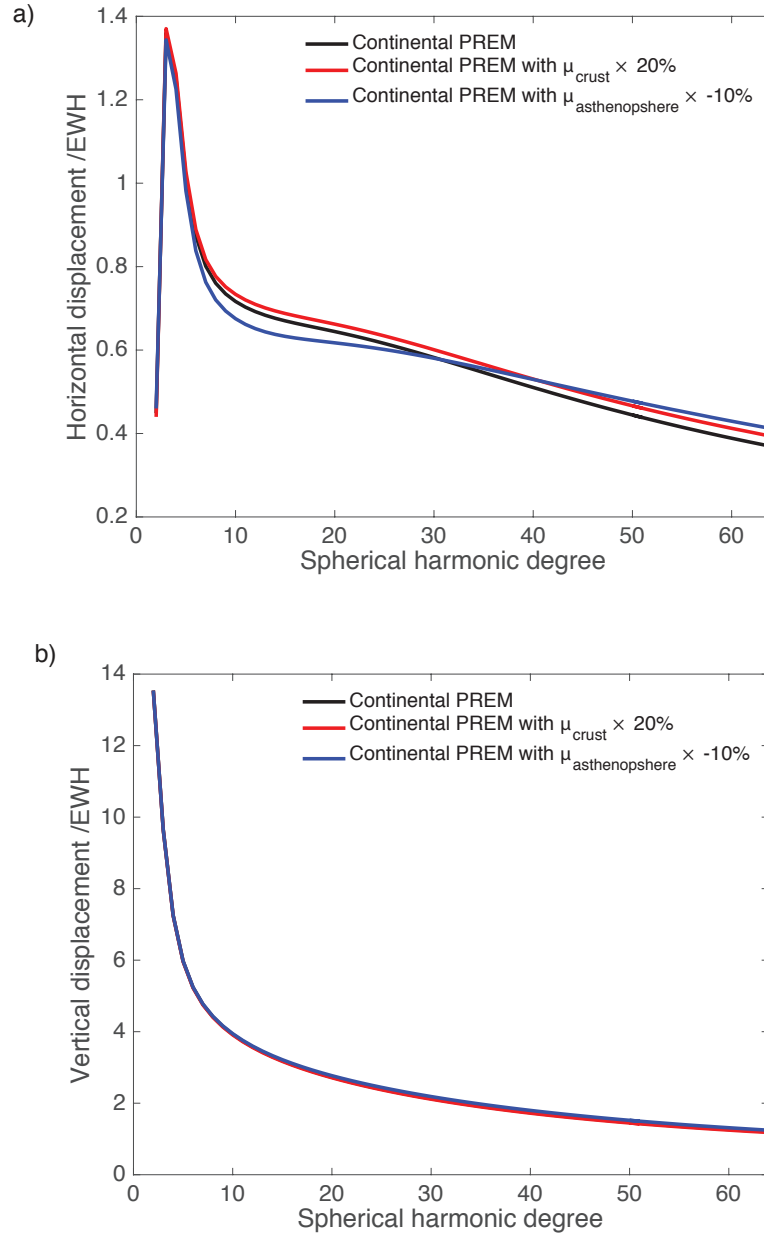 a)
1.4
1.2
1
0.8
0.6
0.4
0.2
Horizontal displacement /EWH
Continental PREM
Continental PREM with μcrust × 20%
Continental PREM with μasthenopshere × -10%
0 10 20 30 40 50 60
Spherical harmonic degree
b)
14
12
10
8
6
4
2
0
Vertical displacement /EWH
Continental PREM
Continental PREM with μcrust × 20%
Continental PREM with μasthenopshere × -10%
0 10 20 30 40 50 60
Spherical harmonic degree